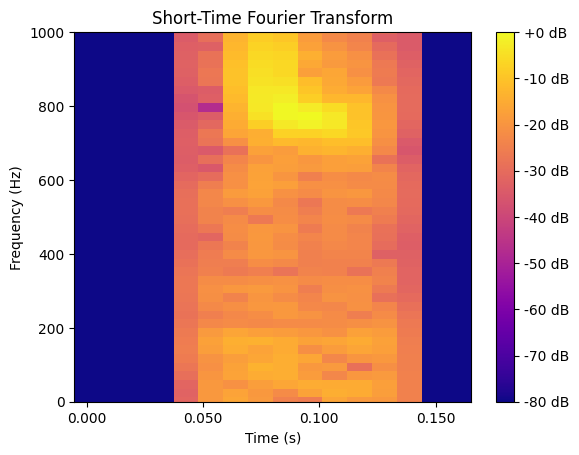 Short-Time Fourier Transform
1000
800
600
400
200
0
Frequency (Hz)
0.000
0.050
0.100
0.150
Time (s)
+0 dB
-10 dB
-20 dB
-30 dB
-40 dB
-50 dB
-60 dB
-70 dB
-80 dB